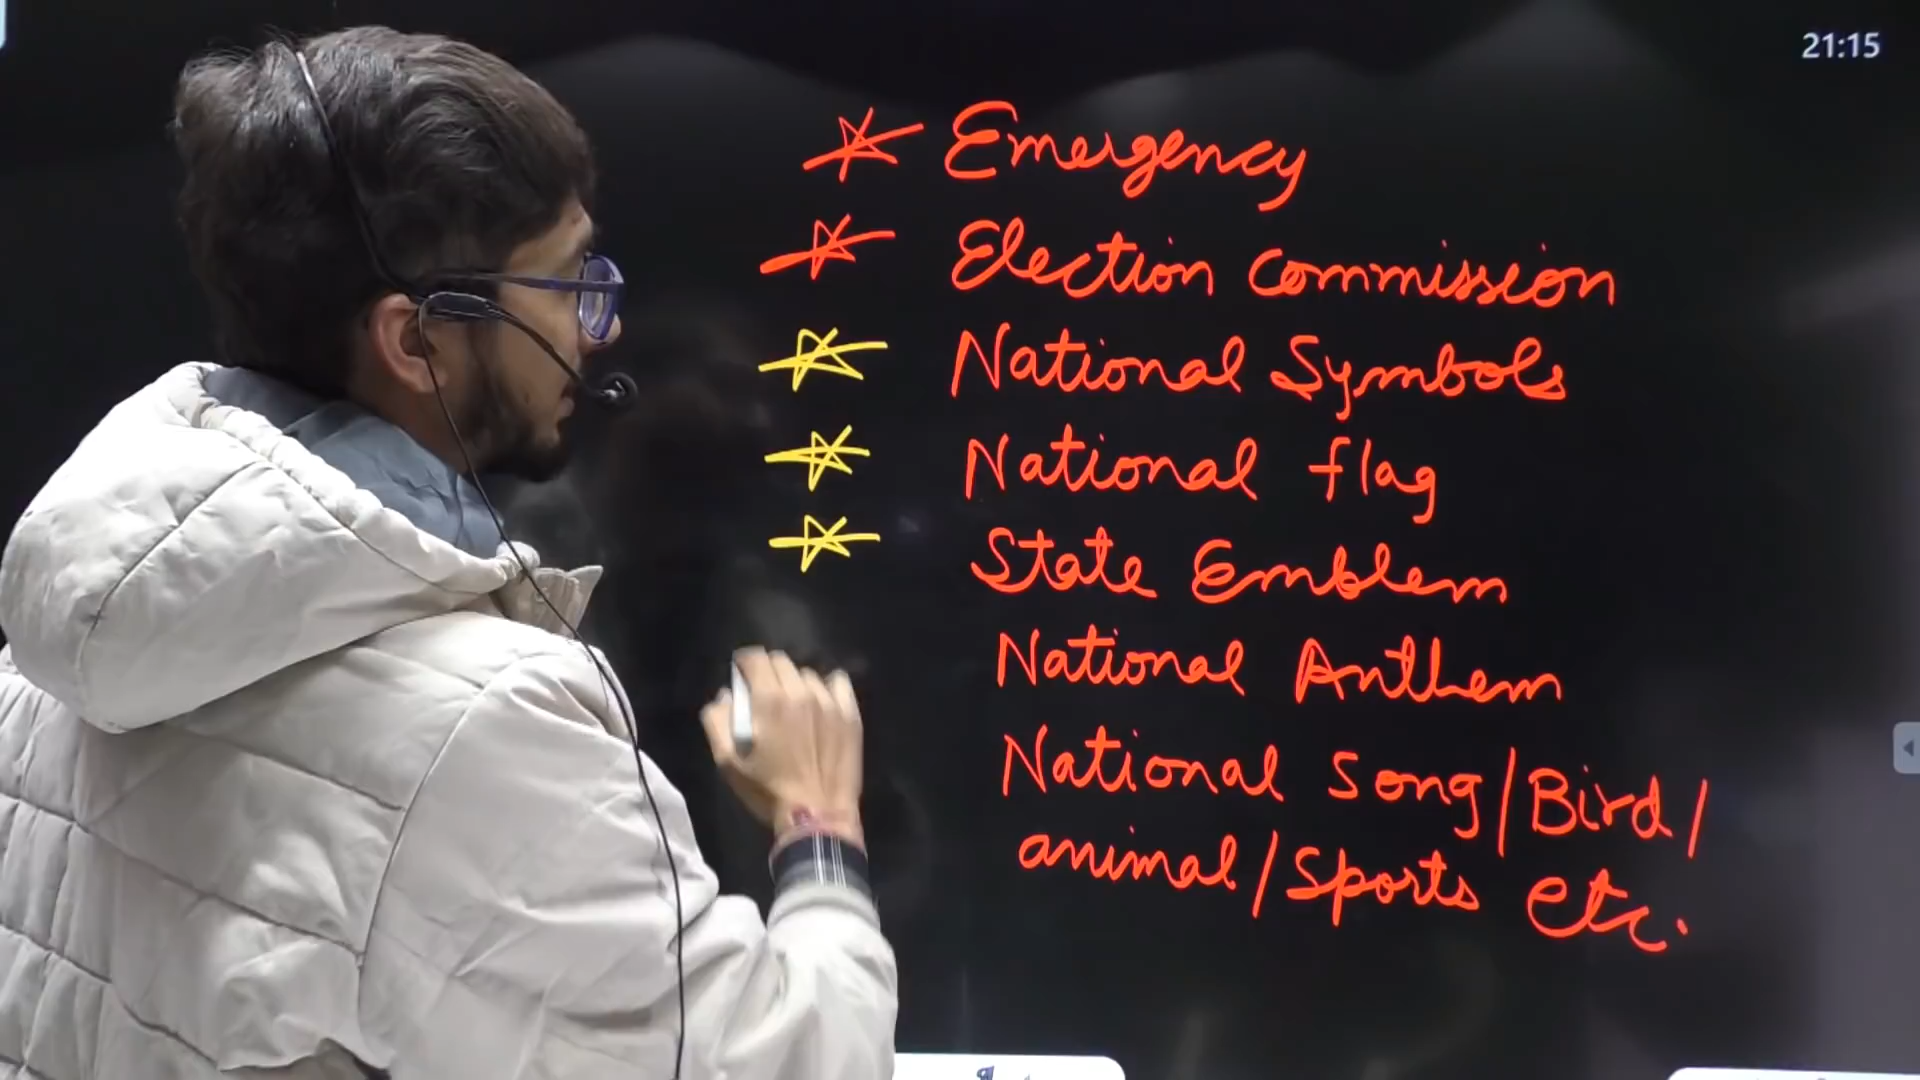 21:15
Emergency
Election Commission
National Symbols
National flag
State Emblem
National Anthem
National Song/Bird/
animal/Sports etc.